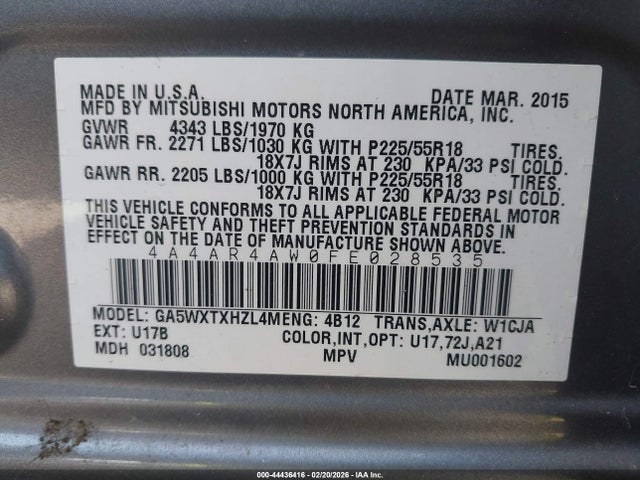 MADE IN U.S.A. DATE MAR. 2015
MFD BY MITSUBISHI MOTORS NORTH AMERICA, INC.
GVWR 4343 LBS/1970 KG
GAWR FR. 2271 LBS/1030 KG WITH P225/55R18 TIRES.
18X7J RIMS AT 230 KPA/33 PSI COLD.
GAWR RR. 2205 LBS/1000 KG WITH P225/55R18 TIRES.
18X7J RIMS AT 230 KPA/33 PSI COLD.
THIS VEHICLE CONFORMS TO ALL APPLICABLE FEDERAL MOTOR
VEHICLE SAFETY AND THEFT PREVENTION STANDARDS IN
EFFECT ON THE DATE OF MANUFACTURE SHOWN ABOVE.
4A4AR4AW0FE028535
MODEL: GA5WXTXHZL4MENG: 4B12 TRANS,AXLE: W1CJA
EXT: U17B COLOR,INT,OPT: U17,72J,A21
MDH 031808 MPV MU001602
000-44436416 - 02/20/2026 - IAA Inc.